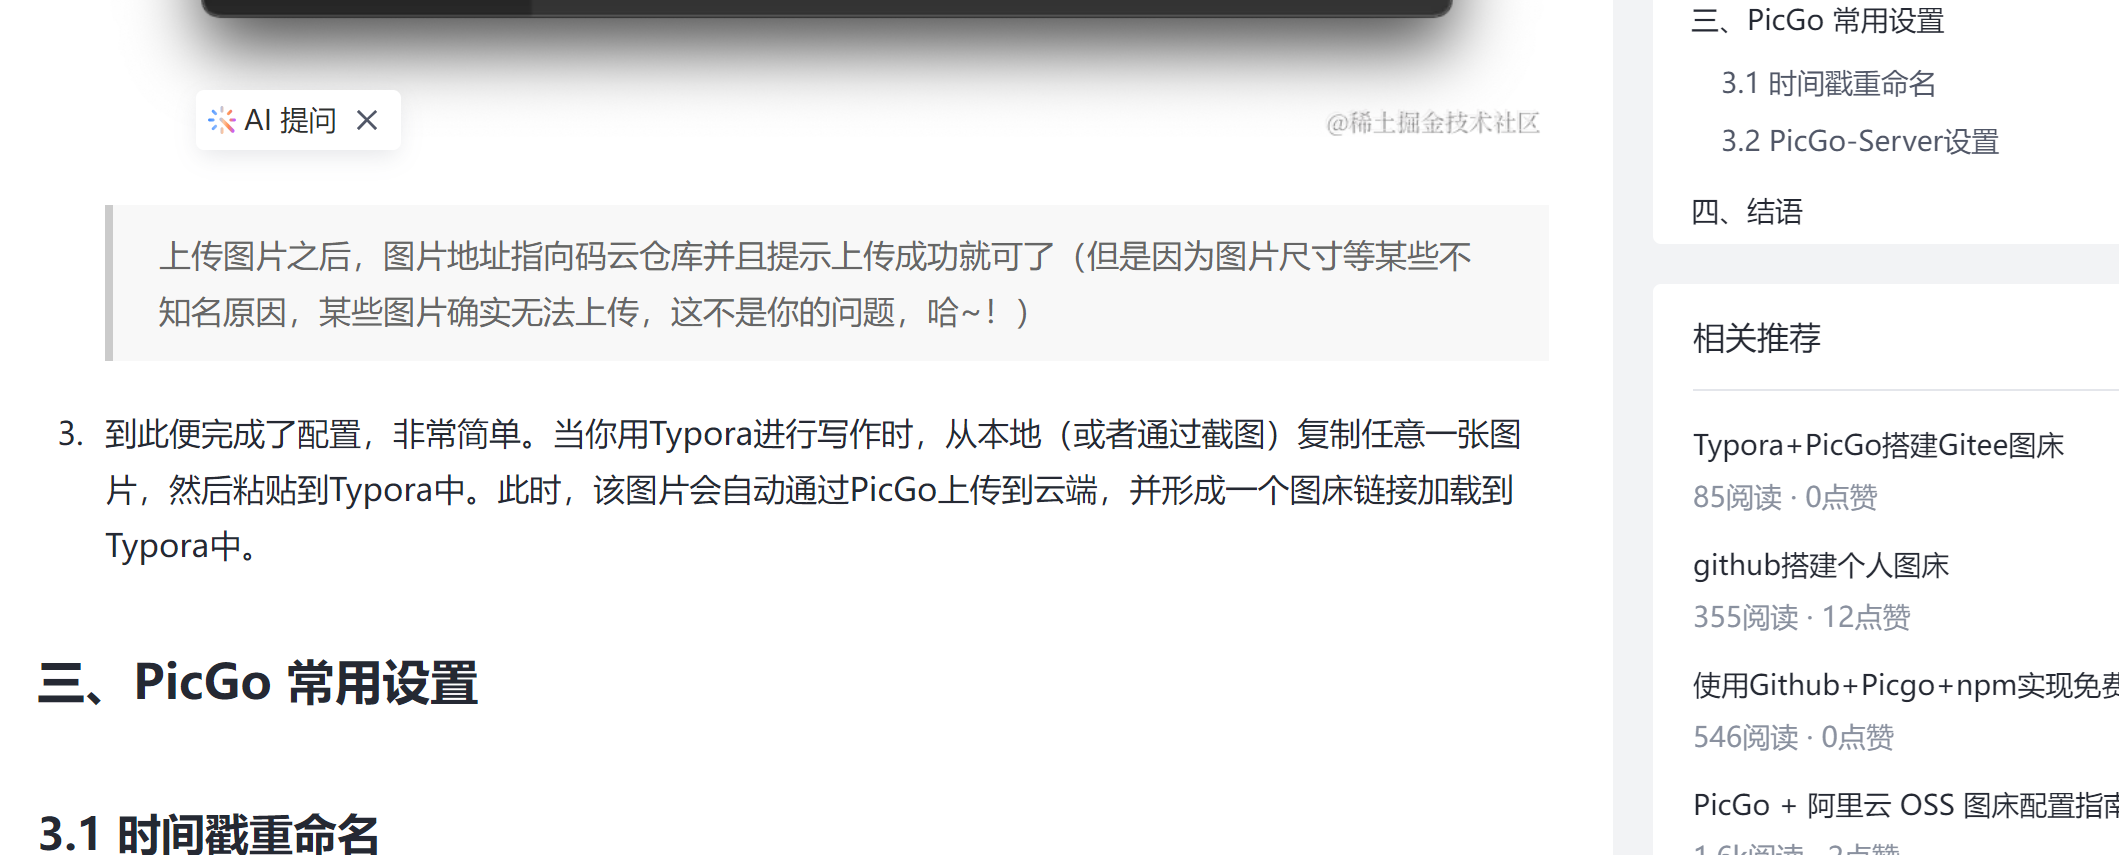 AI 提问
@稀土掘金技术社区
上传图片之后，图片地址指向码云仓库并且提示上传成功就可了（但是因为图片尺寸等某些不
知名原因，某些图片确实无法上传，这不是你的问题，哈~！）
3. 到此便完成了配置，非常简单。当你用Typora进行写作时，从本地（或者通过截图）复制任意一张图
片，然后粘贴到Typora中。此时，该图片会自动通过PicGo上传到云端，并形成一个图床链接加载到
Typora中。
三、PicGo 常用设置
3.1 时间戳重命名
三、PicGo 常用设置
3.1 时间戳重命名
3.2 PicGo-Server设置
四、结语
相关推荐
Typora+PicGo搭建Gitee图床
85阅读 · 0点赞
github搭建个人图床
355阅读 · 12点赞
使用Github+Picgo+npm实现免费
546阅读 · 0点赞
PicGo + 阿里云 OSS 图床配置指南
1.6k阅读 · 2点赞